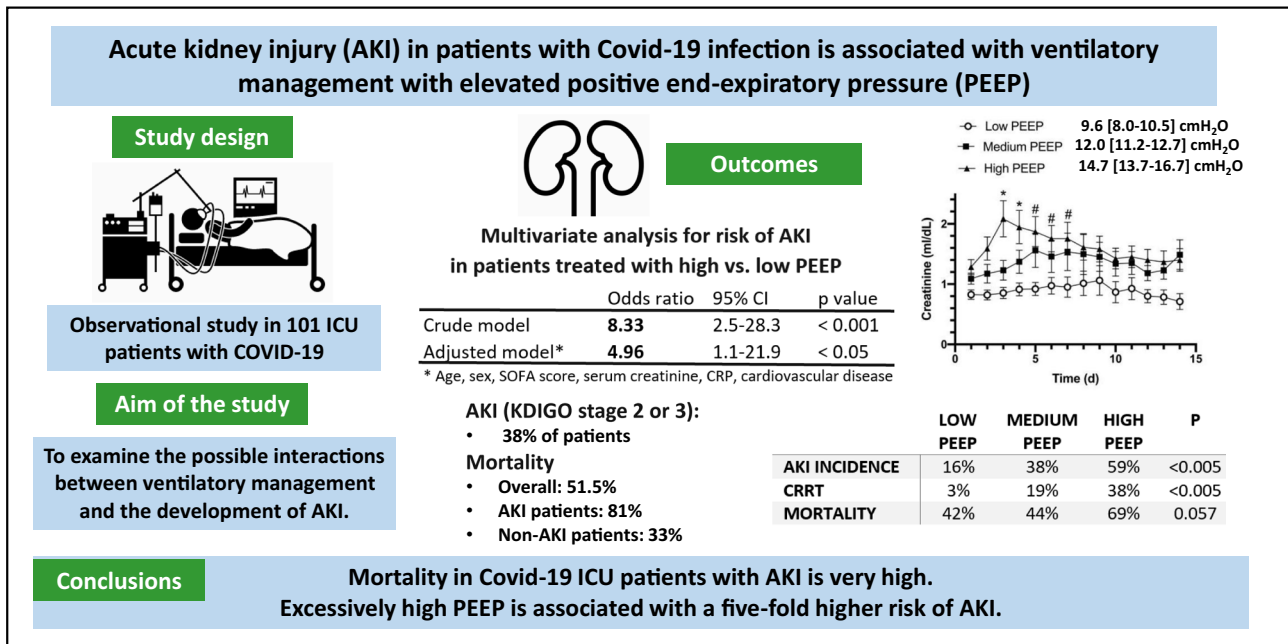 Acute kidney injury (AKI) in patients with Covid-19 infection is associated with ventilatory
management with elevated positive end-expiratory pressure (PEEP)
Study design
Observational study in 101 ICU
patients with COVID-19
Aim of the study
To examine the possible interactions
between ventilatory management
and the development of AKI.
Outcomes
Multivariate analysis for risk of AKI
in patients treated with high vs. low PEEP
Odds ratio 95% CI p value
Crude model 8.33 2.5-28.3 < 0.001
Adjusted model* 4.96 1.1-21.9 < 0.05
* Age, sex, SOFA score, serum creatinine, CRP, cardiovascular disease
AKI (KDIGO stage 2 or 3):
• 38% of patients
Mortality
• Overall: 51.5%
• AKI patients: 81%
• Non-AKI patients: 33%
Low PEEP 9.6 [8.0-10.5] cmH₂O
Medium PEEP 12.0 [11.2-12.7] cmH₂O
High PEEP 14.7 [13.7-16.7] cmH₂O
* * # # #
Creatinine (ml/dL)
2
1
0
0 5 10 15
Time (d)
LOW MEDIUM HIGH P
PEEP PEEP PEEP
AKI INCIDENCE 16% 38% 59% <0.005
CRRT 3% 19% 38% <0.005
MORTALITY 42% 44% 69% 0.057
Conclusions
Mortality in Covid-19 ICU patients with AKI is very high.
Excessively high PEEP is associated with a five-fold higher risk of AKI.